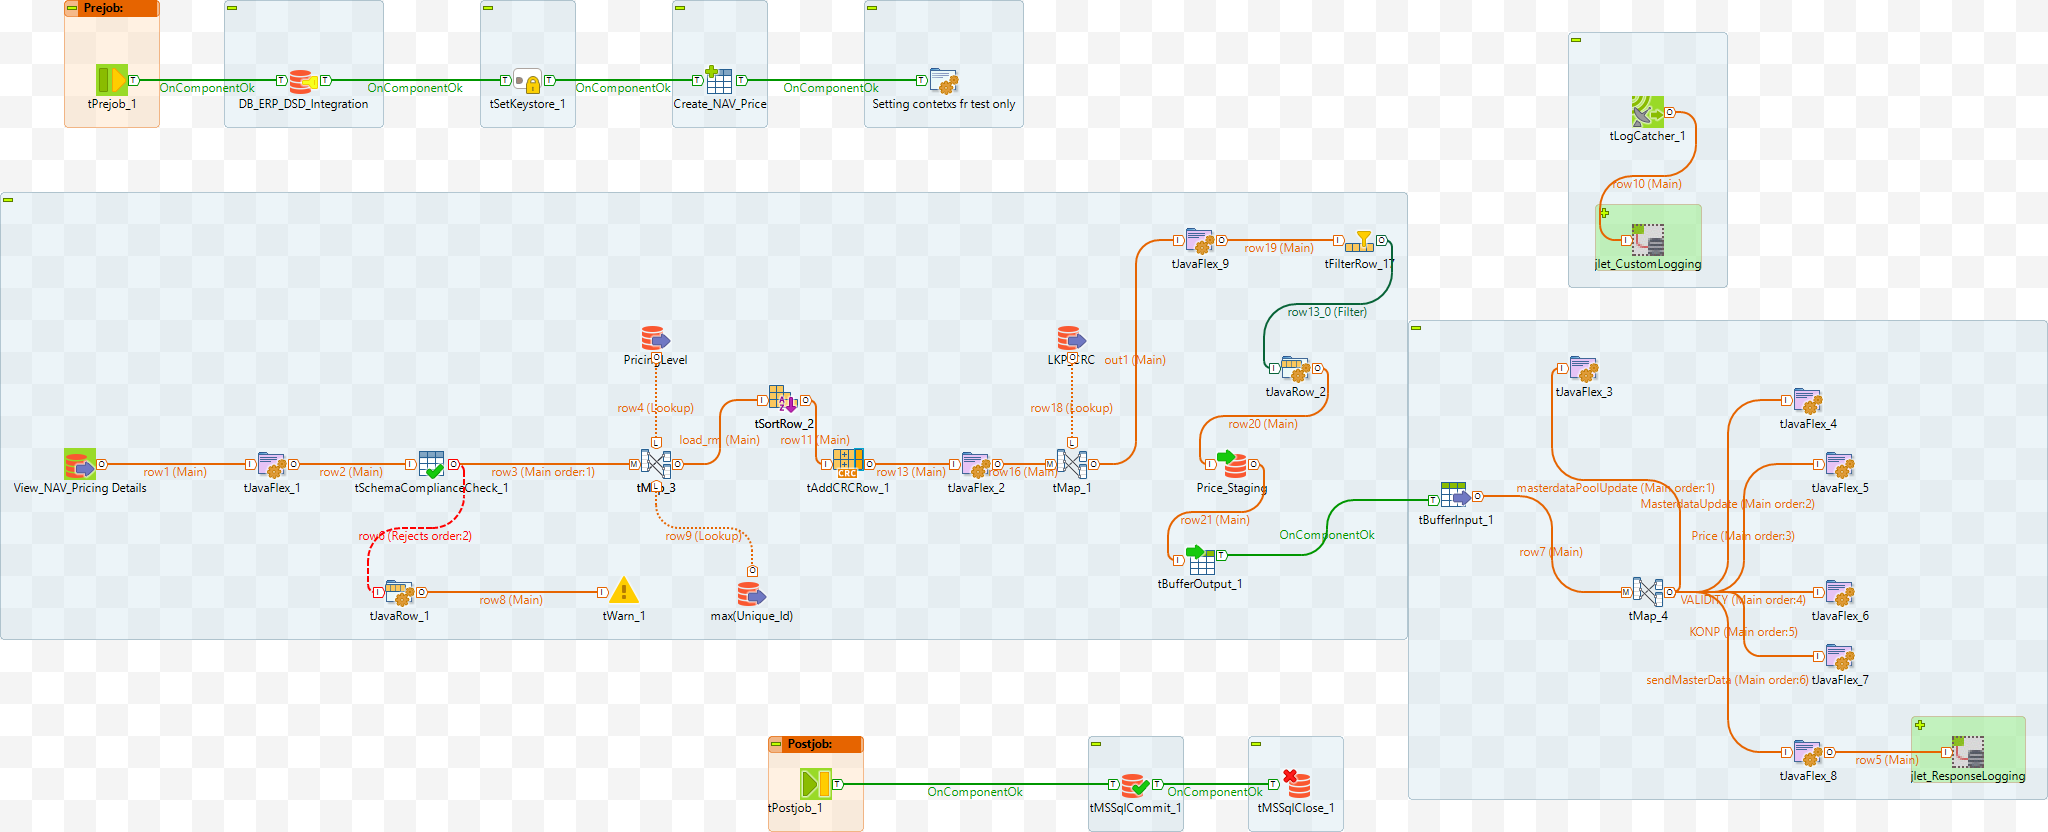 Prejob:
tPrejob_1
OnComponentOk
DB_ERP_DSD_Integration
OnComponentOk
tSetKeystore_1
OnComponentOk
Create_NAV_Price
OnComponentOk
Setting contetxs fr test only
tLogCatcher_1
row10 (Main)
jlet_CustomLogging
tJavaFlex_9
row19 (Main)
tFilterRow_17
row13_0 (Filter)
Pricing_Level
LKP_CRC
out1 (Main)
tJavaRow_2
row4 (Lookup)
row18 (Lookup)
row20 (Main)
tSortRow_2
load_rm (Main)
row11 (Main)
View_NAV_Pricing Details
row1 (Main)
tJavaFlex_1
row2 (Main)
tSchemaComplianceCheck_1
row3 (Main order:1)
tMap_3
tAddCRCRow_1
row13 (Main)
tJavaFlex_2
row16 (Main)
tMap_1
Price_Staging
row21 (Main)
row6 (Rejects order:2)
row9 (Lookup)
OnComponentOk
tBufferOutput_1
tJavaRow_1
row8 (Main)
tWarn_1
max(Unique_Id)
tBufferInput_1
row7 (Main)
tMap_4
tJavaFlex_3
tJavaFlex_4
masterdataPoolUpdate (Main order:1)
tJavaFlex_5
MasterdataUpdate (Main order:2)
Price (Main order:3)
VALIDITY (Main order:4)
tJavaFlex_6
KONP (Main order:5)
sendMasterData (Main order:6)
tJavaFlex_7
tJavaFlex_8
row5 (Main)
jlet_ResponseLogging
Postjob:
tPostjob_1
OnComponentOk
tMSSqlCommit_1
OnComponentOk
tMSSqlClose_1